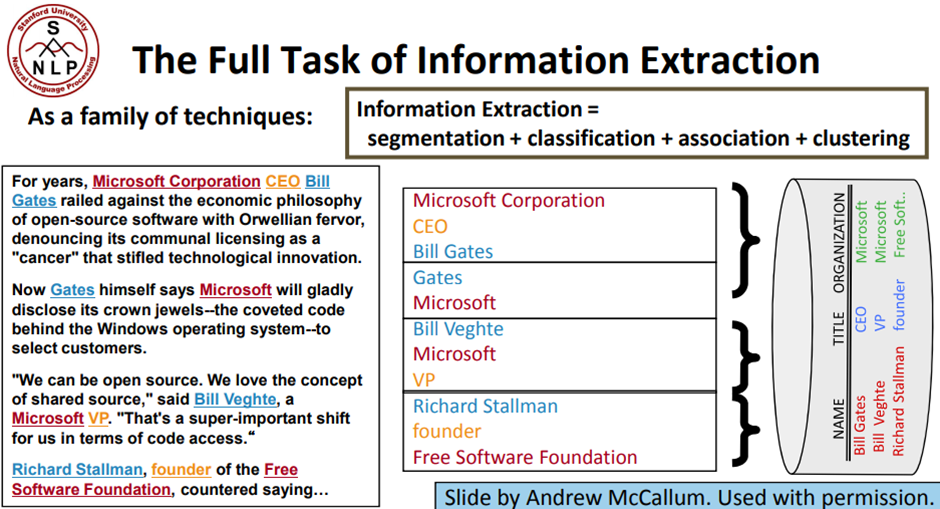 Stanford University
S
NLP
Natural Language Processing
The Full Task of Information Extraction
As a family of techniques:
Information Extraction =
segmentation + classification + association + clustering
For years, Microsoft Corporation CEO Bill
Gates railed against the economic philosophy
of open-source software with Orwellian fervor,
denouncing its communal licensing as a
"cancer" that stifled technological innovation.
Now Gates himself says Microsoft will gladly
disclose its crown jewels--the coveted code
behind the Windows operating system--to
select customers.
"We can be open source. We love the concept
of shared source," said Bill Veghte, a
Microsoft VP. "That's a super-important shift
for us in terms of code access.“
Richard Stallman, founder of the Free
Software Foundation, countered saying…
Microsoft Corporation
CEO
Bill Gates
Gates
Microsoft
Bill Veghte
Microsoft
VP
Richard Stallman
founder
Free Software Foundation
NAME TITLE ORGANIZATION
Bill Gates CEO Microsoft
Bill Veghte VP Microsoft
Richard Stallman founder Free Soft..
Slide by Andrew McCallum. Used with permission.